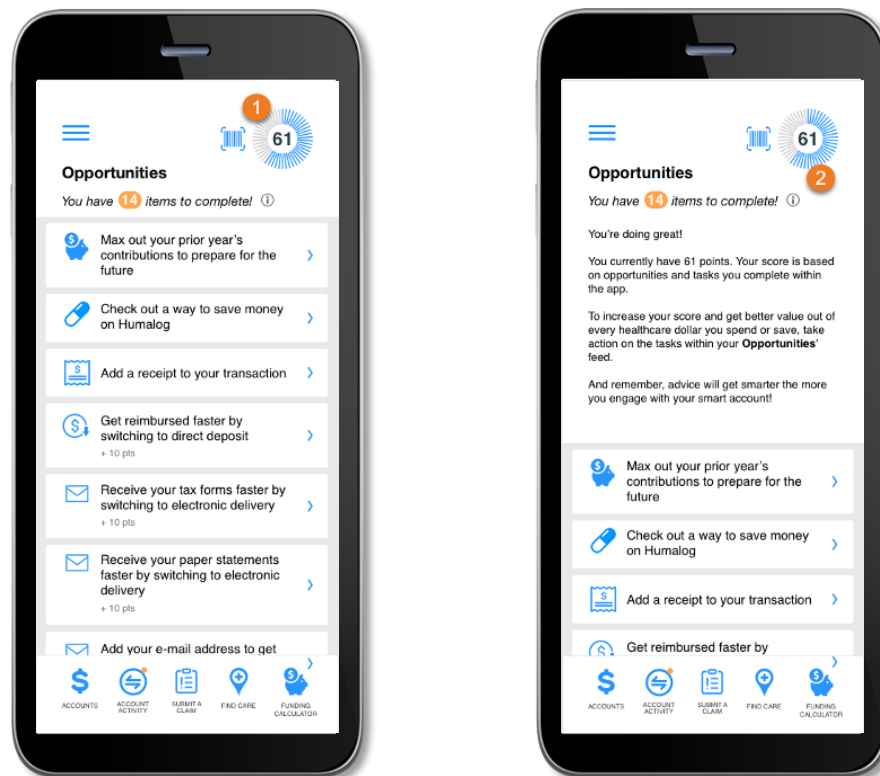 1
61
Opportunities
You have 14 items to complete!
Max out your prior year's
contributions to prepare for the
future
Check out a way to save money
on Humalog
Add a receipt to your transaction
Get reimbursed faster by
switching to direct deposit
+ 10 pts
Receive your tax forms faster by
switching to electronic delivery
+ 10 pts
Receive your paper statements
faster by switching to electronic
delivery
+ 10 pts
Add your e-mail address to get
ACCOUNTS
ACCOUNT
ACTIVITY
SUBMIT A
CLAIM
FIND CARE
FUNDING
CALCULATOR
61
2
Opportunities
You have 14 items to complete!
You're doing great!
You currently have 61 points. Your score is based
on opportunities and tasks you complete within
the app.
To increase your score and get better value out of
every healthcare dollar you spend or save, take
action on the tasks within your Opportunities'
feed.
And remember, advice will get smarter the more
you engage with your smart account!
Max out your prior year's
contributions to prepare for the
future
Check out a way to save money
on Humalog
Add a receipt to your transaction
Get reimbursed faster by
ACCOUNTS
ACCOUNT
ACTIVITY
SUBMIT A
CLAIM
FIND CARE
FUNDING
CALCULATOR